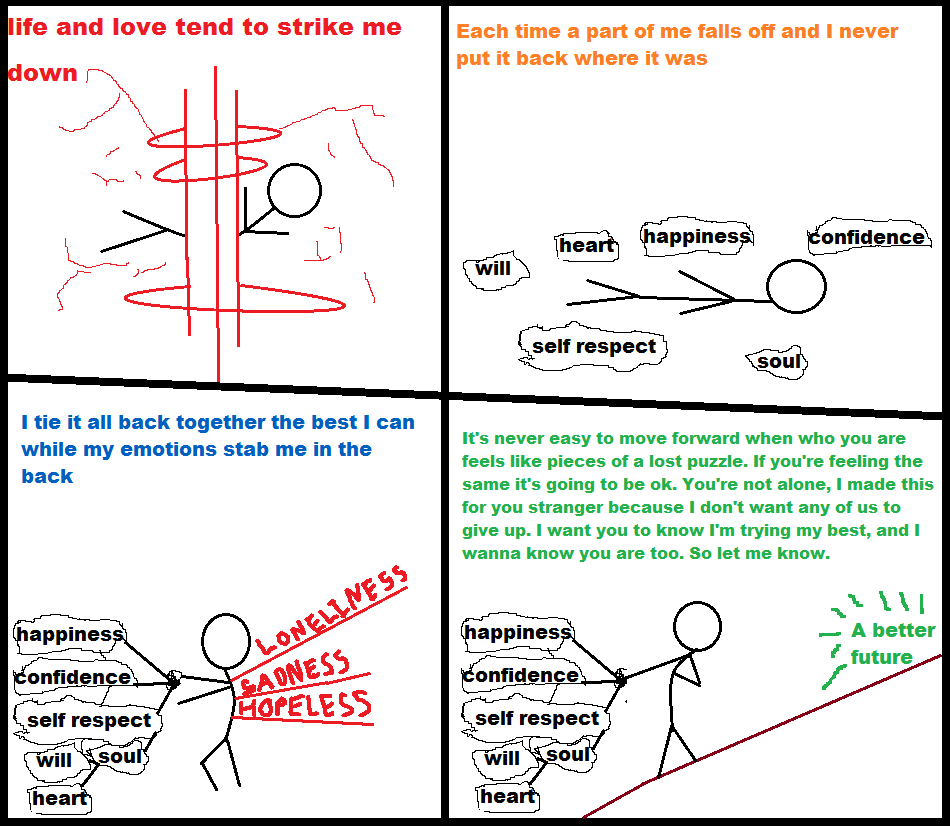 life and love tend to strike me
down
Each time a part of me falls off and I never
put it back where it was
will
heart
happiness
confidence
self respect
soul
I tie it all back together the best I can
while my emotions stab me in the
back
happiness
confidence
self respect
will
soul
heart
LONELINESS
SADNESS
HOPELESS
It's never easy to move forward when who you are
feels like pieces of a lost puzzle. If you're feeling the
same it's going to be ok. You're not alone, I made this
for you stranger because I don't want any of us to
give up. I want you to know I'm trying my best, and I
wanna know you are too. So let me know.
happiness
confidence
self respect
will
soul
heart
A better
future